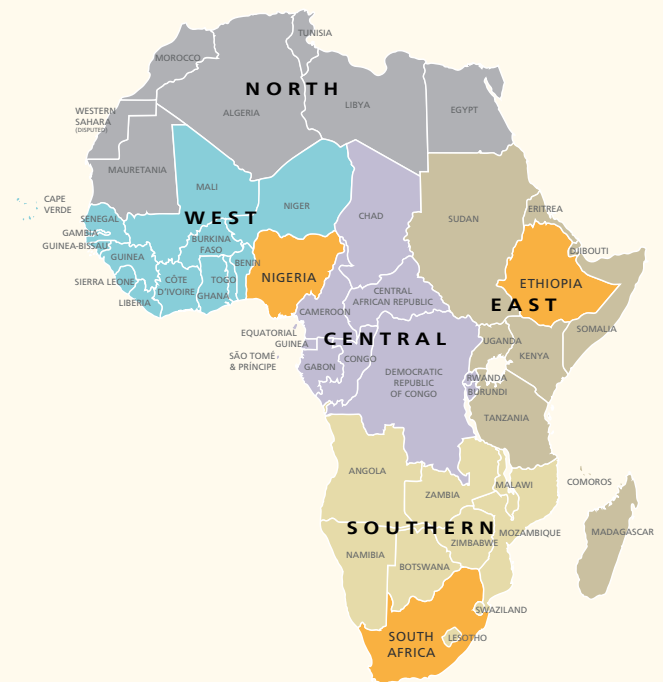 TUNISIA
MOROCCO
NORTH
LIBYA
ALGERIA
EGYPT
WESTERN
SAHARA
(DISPUTED)
MAURETANIA
MALI
CAPE
VERDE
NIGER
CHAD
SENEGAL
WEST
SUDAN
ERITREA
GAMBIA
GUINEA-BISSAU
BURKINA
FASO
GUINEA
BENIN
DJIBOUTI
NIGERIA
ETHIOPIA
SIERRA LEONE
CÔTE
D'IVOIRE
TOGO
GHANA
LIBERIA
CENTRAL
AFRICAN REPUBLIC
EAST
CAMEROON
SOMALIA
EQUATORIAL
GUINEA
CENTRAL
UGANDA
KENYA
SÃO TOMÉ
& PRÍNCIPE
GABON
CONGO
DEMOCRATIC
REPUBLIC
OF CONGO
RWANDA
BURUNDI
TANZANIA
ANGOLA
COMOROS
MALAWI
ZAMBIA
SOUTHERN
MOZAMBIQUE
MADAGASCAR
ZIMBABWE
NAMIBIA
BOTSWANA
SWAZILAND
SOUTH
AFRICA
LESOTHO